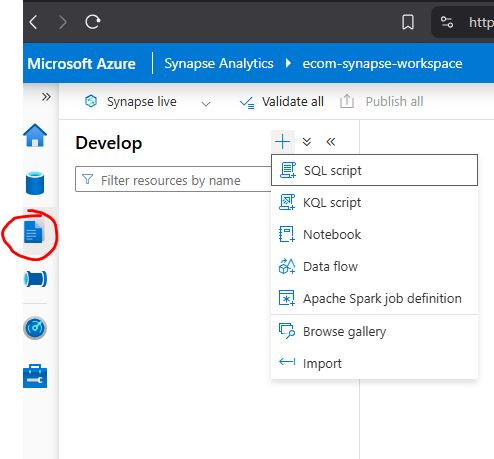 http
Microsoft Azure Synapse Analytics ecom-synapse-workspace
Synapse live Validate all Publish all
Develop
Filter resources by name
SQL script
KQL script
Notebook
Data flow
Apache Spark job definition
Browse gallery
Import